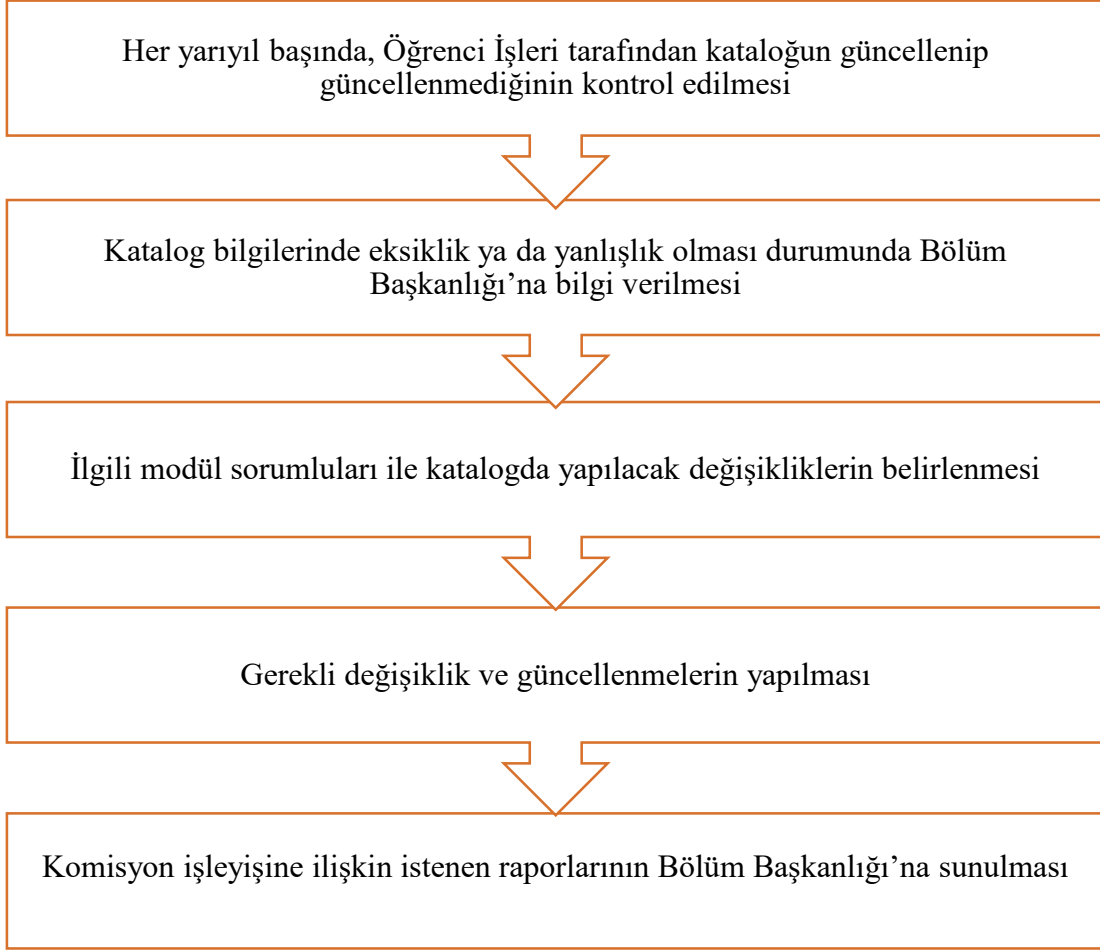 Her yarıyıl başında, Öğrenci İşleri tarafından kataloğun güncellenip
güncellenmediğinin kontrol edilmesi
Katalog bilgilerinde eksiklik ya da yanlışlık olması durumunda Bölüm
Başkanlığı’na bilgi verilmesi
İlgili modül sorumluları ile katalogda yapılacak değişikliklerin belirlenmesi
Gerekli değişiklik ve güncellenmelerin yapılması
Komisyon işleyişine ilişkin istenen raporlarının Bölüm Başkanlığı’na sunulması